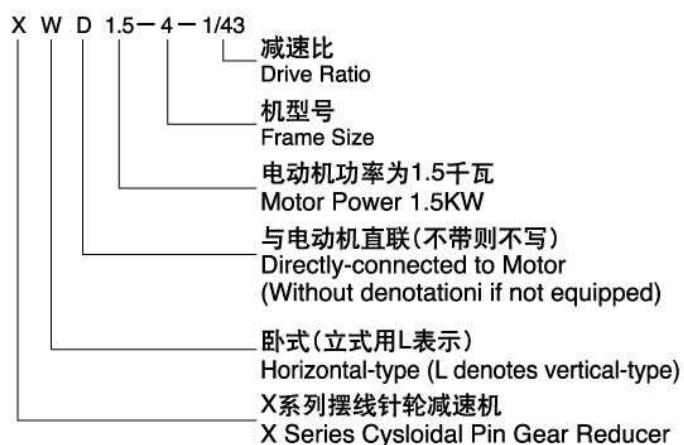 X W D 1.5-4-1/43
减速比
Drive Ratio
机型号
Frame Size
电动机功率为1.5千瓦
Motor Power 1.5KW
与电动机直联(不带则不写)
Directly-connected to Motor
(Without denotationi if not equipped)
卧式(立式用L表示)
Horizontal-type (L denotes vertical-type)
X系列摆线针轮减速机
X Series Cysloidal Pin Gear Reducer